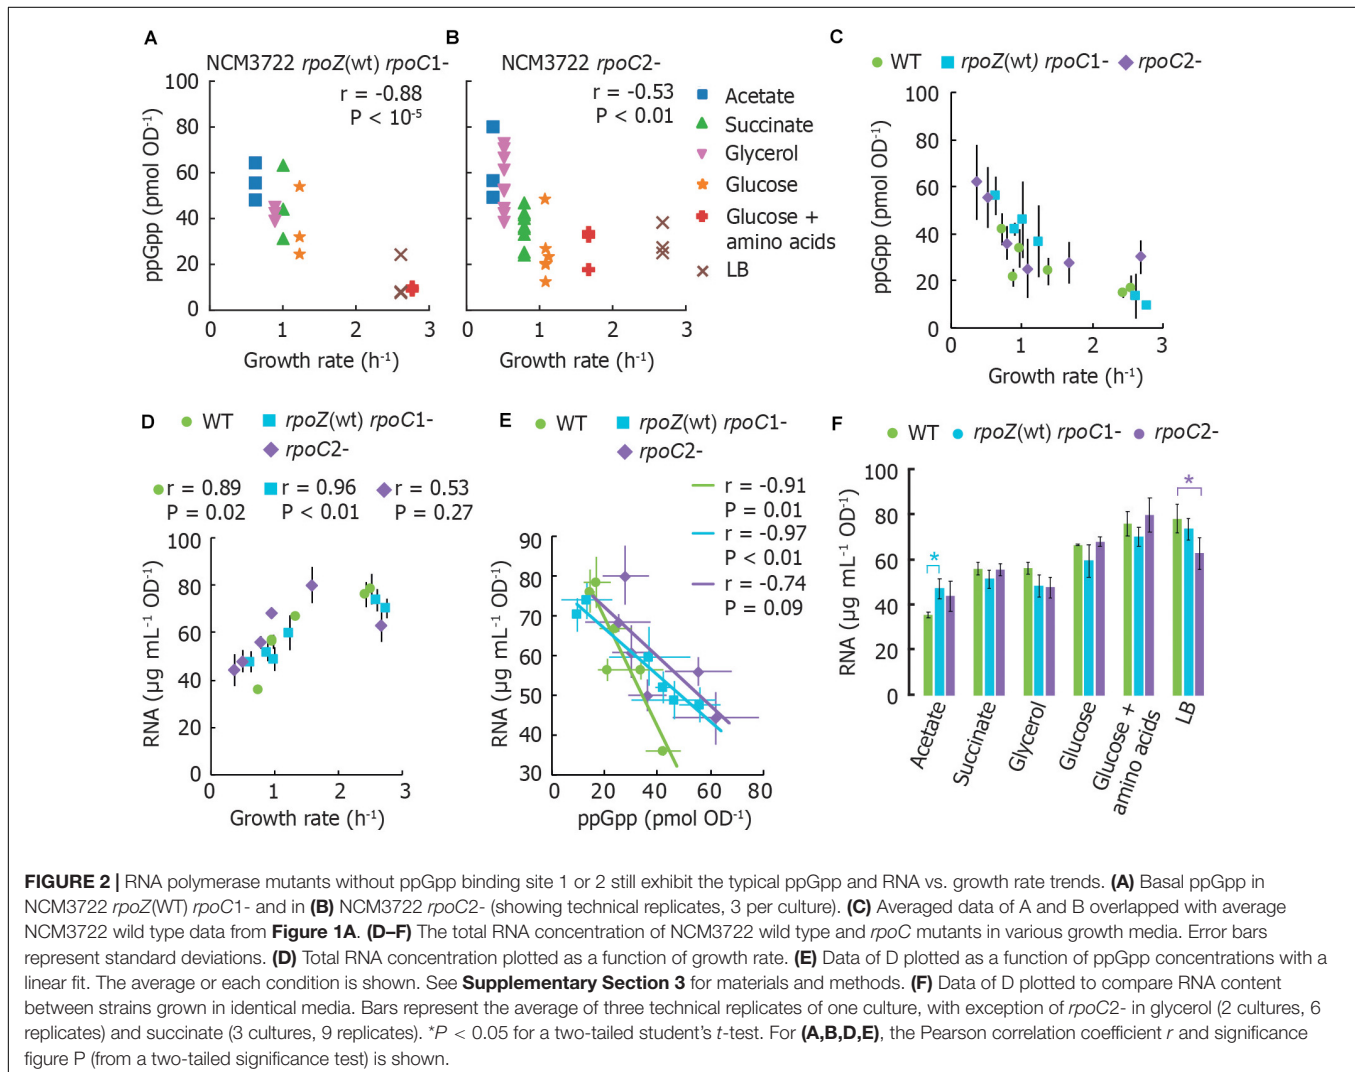 A
NCM3722 rpoZ(wt) rpoC1-
r = -0.88
P < 10-5
ppGpp (pmol OD-1)
100
80
60
40
20
0
0 1 2 3
Growth rate (h-1)
B
NCM3722 rpoC2-
r = -0.53
P < 0.01
100
80
60
40
20
0
0 1 2 3
Growth rate (h-1)
Acetate
Succinate
Glycerol
Glucose
Glucose +
amino acids
LB
C
WT rpoZ(wt) rpoC1- rpoC2-
ppGpp (pmol OD-1)
100
80
60
40
20
0
0 1 2 3
Growth rate (h-1)
D
WT rpoZ(wt) rpoC1-
rpoC2-
r = 0.89 r = 0.96 r = 0.53
P = 0.02 P < 0.01 P = 0.27
RNA (µg mL-1 OD-1)
100
80
60
40
20
0
0 1 2 3
Growth rate (h-1)
E
WT rpoZ(wt) rpoC1-
rpoC2-
r = -0.91
P = 0.01
r = -0.97
P < 0.01
r = -0.74
P = 0.09
RNA (µg mL-1 OD-1)
90
80
70
60
50
40
30
0 20 40 60 80
ppGpp (pmol OD-1)
F
WT rpoZ(wt) rpoC1- rpoC2-
RNA (µg mL-1 OD-1)
100
80
60
40
20
0
*
*
Acetate
Succinate
Glycerol
Glucose
Glucose +
amino acids
LB
FIGURE 2 | RNA polymerase mutants without ppGpp binding site 1 or 2 still exhibit the typical ppGpp and RNA vs. growth rate trends. (A) Basal ppGpp in
NCM3722 rpoZ(WT) rpoC1- and in (B) NCM3722 rpoC2- (showing technical replicates, 3 per culture). (C) Averaged data of A and B overlapped with average
NCM3722 wild type data from Figure 1A. (D–F) The total RNA concentration of NCM3722 wild type and rpoC mutants in various growth media. Error bars
represent standard deviations. (D) Total RNA concentration plotted as a function of growth rate. (E) Data of D plotted as a function of ppGpp concentrations with a
linear fit. The average or each condition is shown. See Supplementary Section 3 for materials and methods. (F) Data of D plotted to compare RNA content
between strains grown in identical media. Bars represent the average of three technical replicates of one culture, with exception of rpoC2- in glycerol (2 cultures, 6
replicates) and succinate (3 cultures, 9 replicates). *P < 0.05 for a two-tailed student's t-test. For (A,B,D,E), the Pearson correlation coefficient r and significance
figure P (from a two-tailed significance test) is shown.